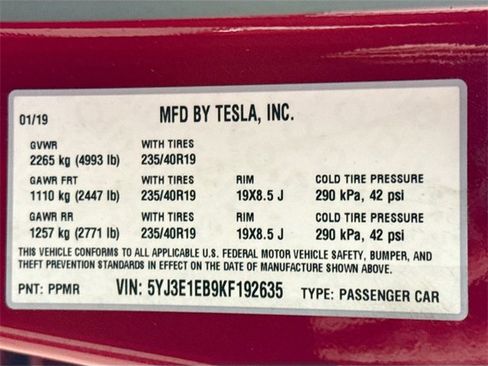 01/19 MFD BY TESLA, INC.
GVWR WITH TIRES
2265 kg (4993 lb) 235/40R19
GAWR FRT WITH TIRES RIM COLD TIRE PRESSURE
1110 kg (2447 lb) 235/40R19 19X8.5 J 290 kPa, 42 psi
GAWR RR WITH TIRES RIM COLD TIRE PRESSURE
1257 kg (2771 lb) 235/40R19 19X8.5 J 290 kPa, 42 psi
THIS VEHICLE CONFORMS TO ALL APPLICABLE U.S. FEDERAL MOTOR VEHICLE SAFETY, BUMPER, AND
THEFT PREVENTION STANDARDS IN EFFECT ON THE DATE OF MANUFACTURE SHOWN ABOVE.
PNT: PPMR VIN: 5YJ3E1EB9KF192635 TYPE: PASSENGER CAR